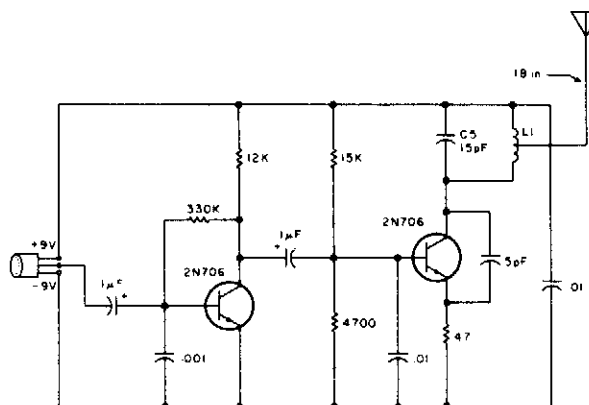 18 in
C5
15pF
L1
12K
15K
330K
2N706
1µF
+
+9V
-9V
1µF
+
2N706
5pF
.001
4700
.01
47
.01